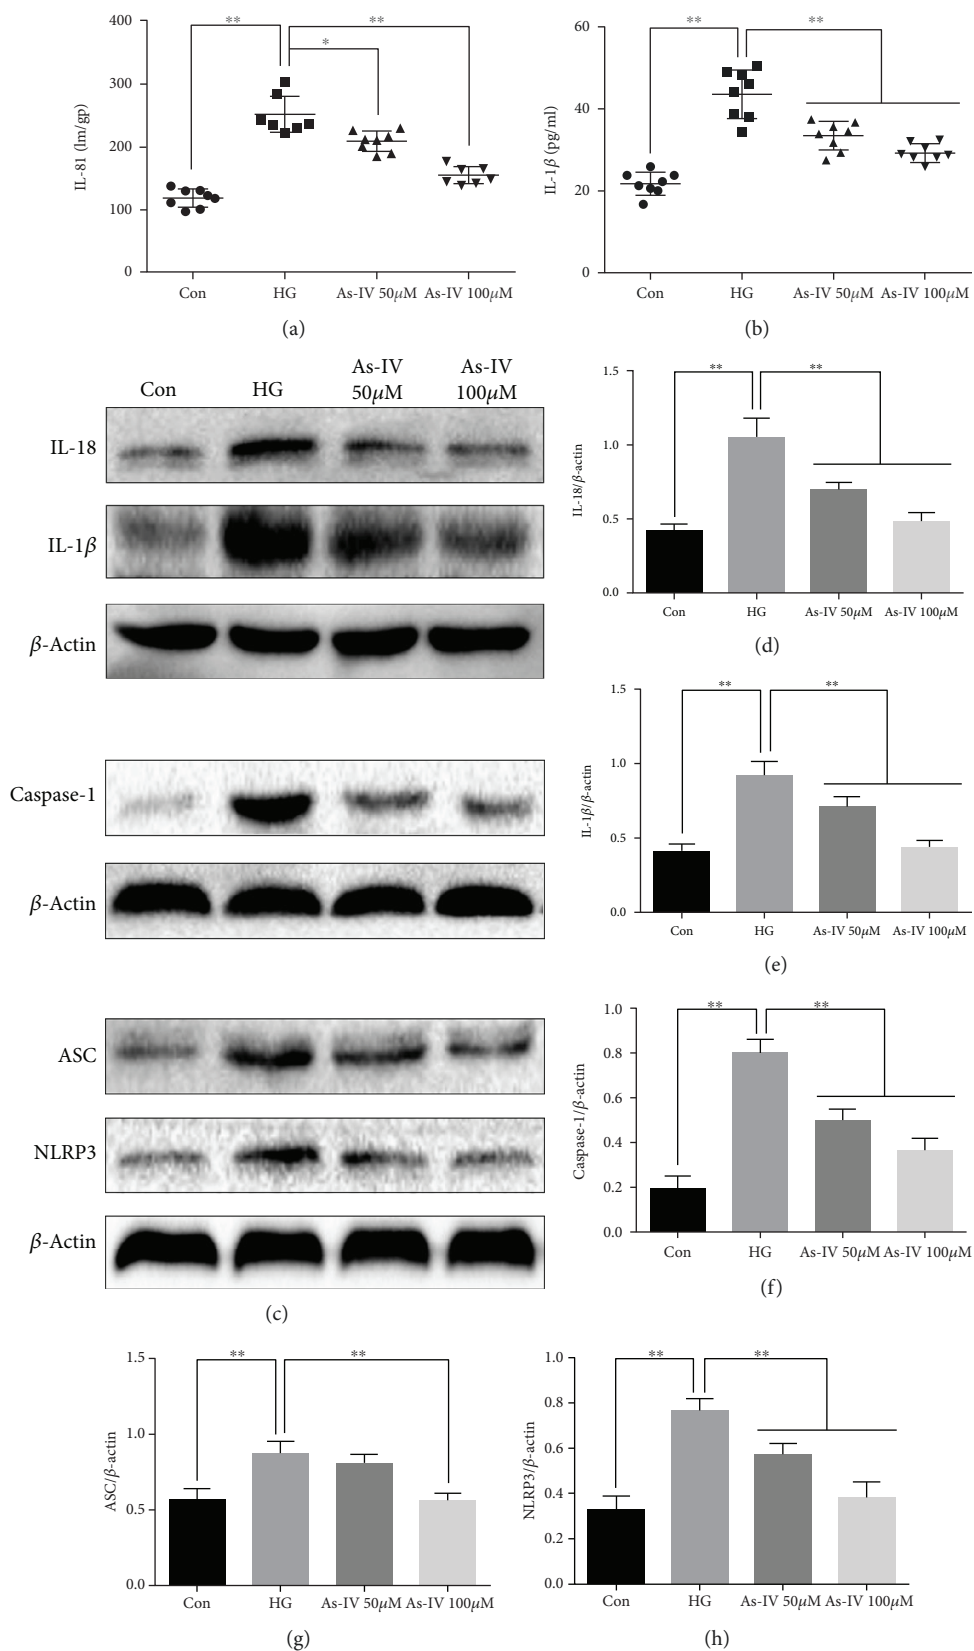 400
300
200
100
0
IL-81 (lm/gp)
**
**
*
Con
HG
As-IV 50μM
As-IV 100μM
(a)
60
40
20
0
IL-1β (pg/ml)
**
**
Con
HG
As-IV 50μM
As-IV 100μM
(b)
Con
HG
As-IV
50μM
As-IV
100μM
IL-18
IL-1β
β-Actin
Caspase-1
β-Actin
ASC
NLRP3
β-Actin
(c)
1.5
1.0
0.5
0.0
IL-18/β-actin
**
**
Con
HG
As-IV 50μM
As-IV 100μM
(d)
1.5
1.0
0.5
0.0
IL-1β/β-actin
**
**
Con
HG
As-IV 50μM
As-IV 100μM
(e)
1.0
0.8
0.6
0.4
0.2
0.0
Caspase-1/β-actin
**
**
Con
HG
As-IV 50μM
As-IV 100μM
(f)
1.5
1.0
0.5
0.0
ASC/β-actin
**
**
Con
HG
As-IV 50μM
As-IV 100μM
(g)
1.0
0.8
0.6
0.4
0.2
0.0
NLRP3/β-actin
**
**
Con
HG
As-IV 50μM
As-IV 100μM
(h)